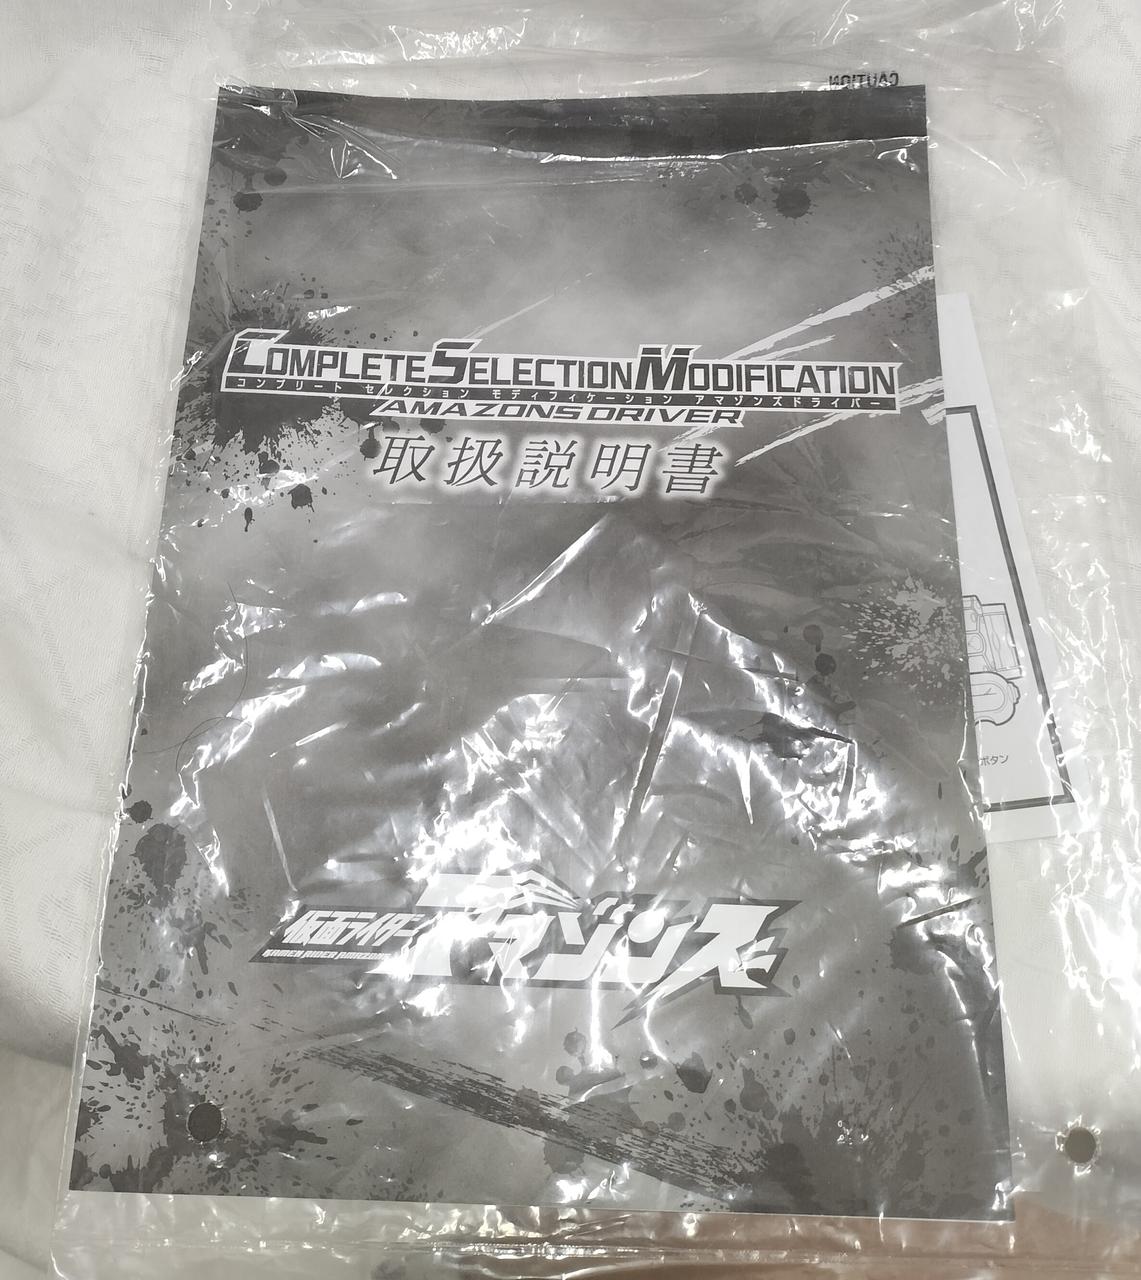 CAUTION
COMPLETE SELECTION MODIFICATION
コンプリート セレクション モディフィケーション アマゾンズドライバー
AMAZONS DRIVER
取扱説明書
ボタン
仮面ライダー
アマゾンズ
KAMEN RIDER AMAZONS